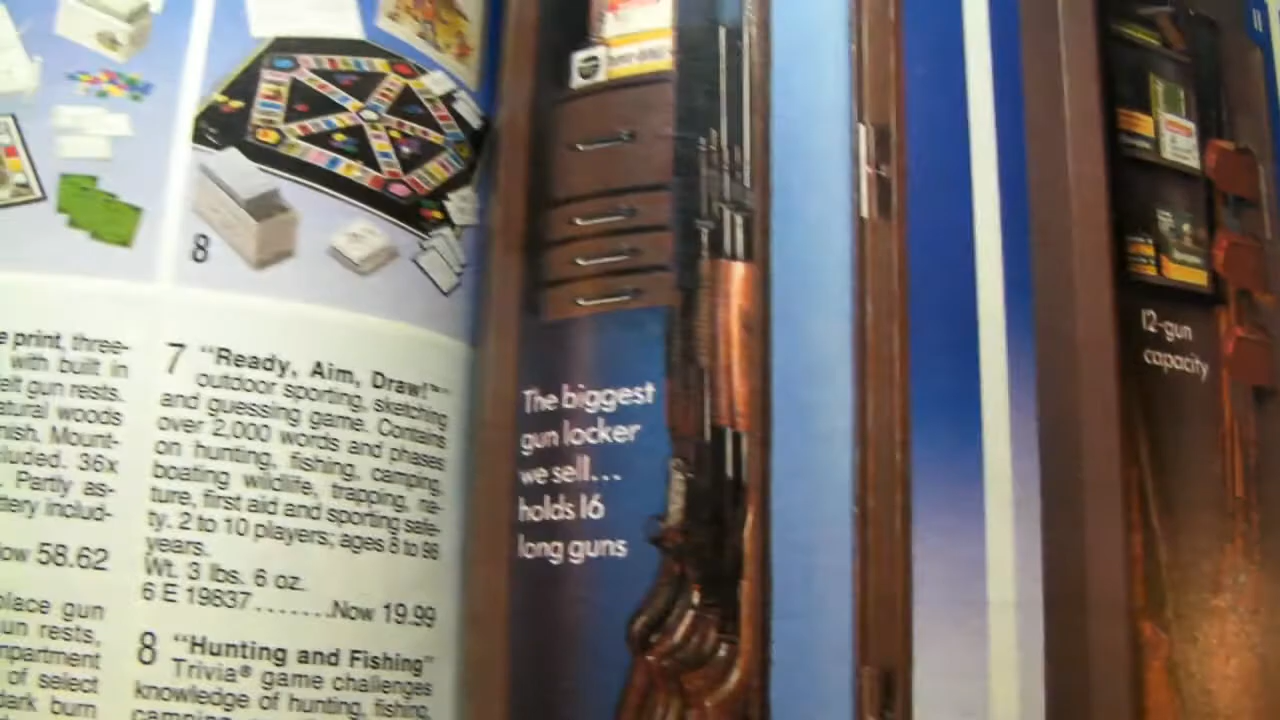 8
e print, three-
with built in
elt gun rests.
atural woods
nish. Mount-
luded. 36x
. Partly as-
tery includ-
ow 58.62
place gun
un rests,
mpartment
of select
dark burn
7 "Ready, Aim, Draw!"™
outdoor sporting, sketching
and guessing game. Contains
over 2,000 words and phases
on hunting, fishing, camping,
boating wildlife, trapping, na-
ture, first aid and sporting safe-
ty. 2 to 10 players; ages 8 to 98
years.
Wt. 3 lbs. 6 oz.
6 E 19837.......Now 19.99
8 "Hunting and Fishing"
Trivia® game challenges
knowledge of hunting, fishing,
The biggest
gun locker
we sell...
holds 16
long guns
12-gun
capacity